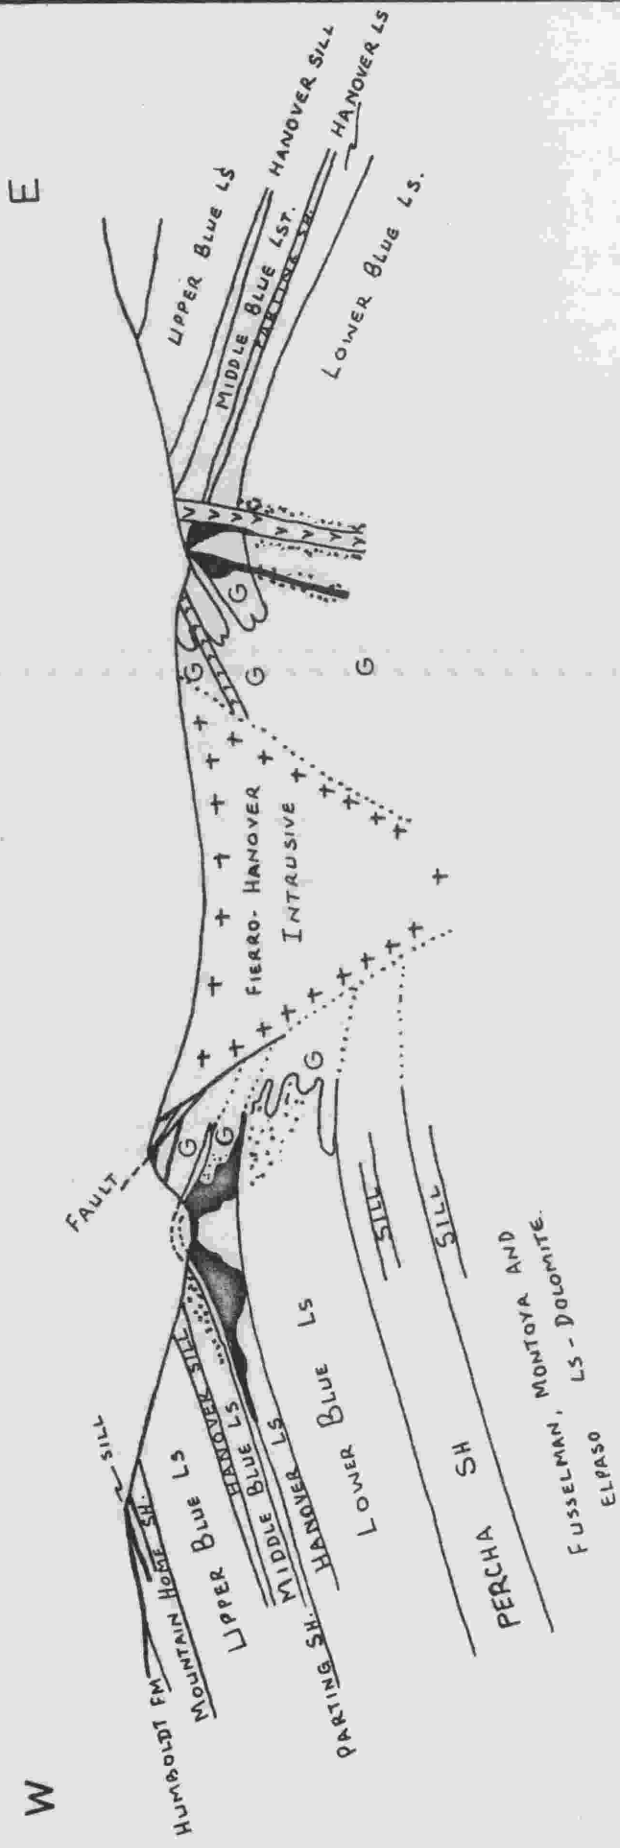 W
E
HUMBOLDT FM
SILL
MOUNTAIN HOME SH.
UPPER BLUE LS
HANOVER SILL
MIDDLE BLUE LS
MIDDLE
HANOVER LS
PARTING SH.
LOWER BLUE LS
SILL
SILL
PERCHA SH
FUSSELMAN, MONTOYA AND
ELPASO LS - DOLOMITE.
FAULT
G
G
G
FIERRO-HANOVER
INTRUSIVE
G
G
G
G
UPPER BLUE LS
HANOVER SILL
MIDDLE BLUE LST.
PARTING SH.
HANOVER LS
LOWER BLUE LS.